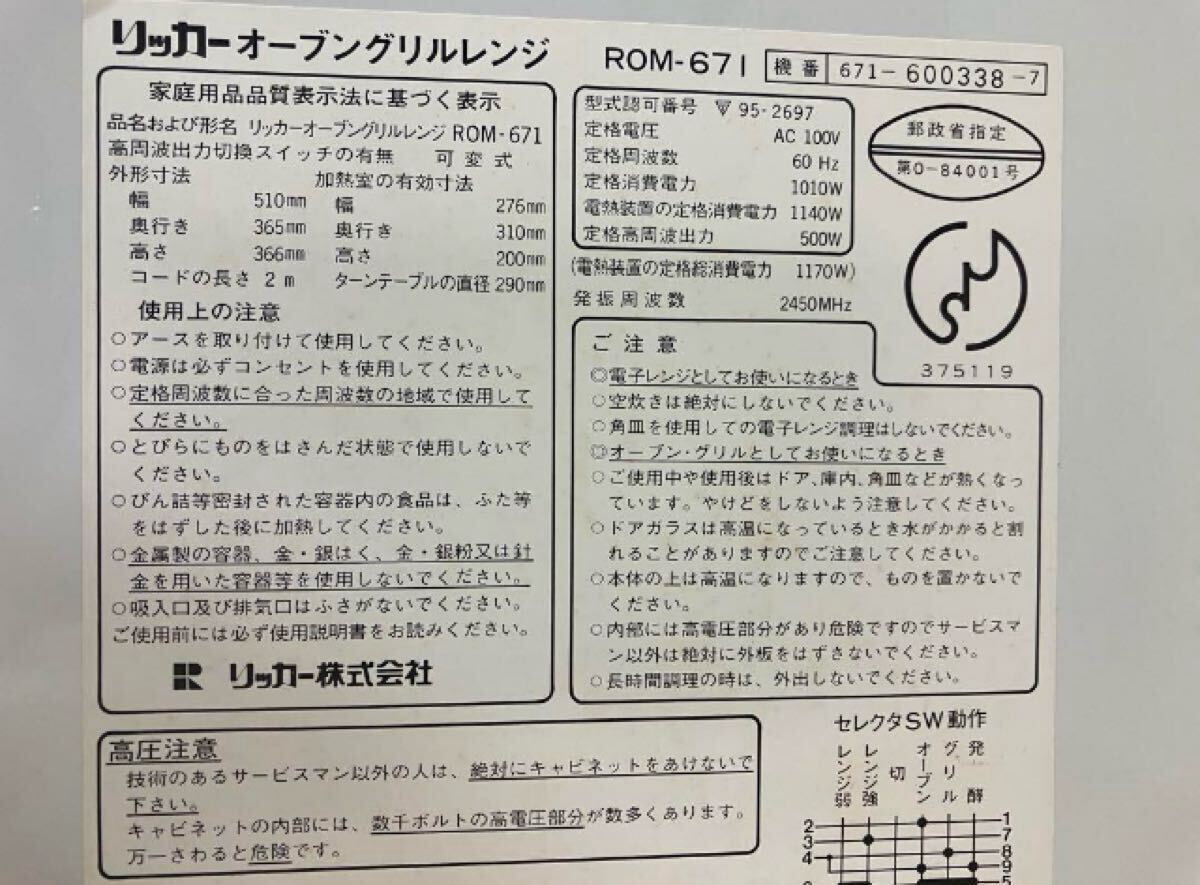 リッカーオーブングリルレンジ ROM-671 機番 671-600338-7
家庭用品品質表示法に基づく表示
品名および形名 リッカーオーブングリルレンジ ROM-671
高周波出力切換スイッチの有無 可変式
外形寸法 加熱室の有効寸法
幅 510mm 幅 276mm
奥行き 365mm 奥行き 310mm
高さ 366mm 高さ 200mm
コードの長さ 2m ターンテーブルの直径 290mm
使用上の注意
○アースを取り付けて使用してください。
○電源は必ずコンセントを使用してください。
○定格周波数に合った周波数の地域で使用して
ください。
○とびらにものをはさんだ状態で使用しないで
ください。
○びん詰等密封された容器内の食品は、ふた等
をはずした後に加熱してください。
○金属製の容器、金・銀はく、金・銀粉又は針
金を用いた容器等を使用しないでください。
○吸入口及び排気口はふさがないでください。
ご使用前には必ず使用説明書をお読みください。
リッカー株式会社
型式認可番号 95-2697
定格電圧 AC 100V
定格周波数 60Hz
定格消費電力 1010W
電熱装置の定格消費電力 1140W
定格高周波出力 500W
(電熱装置の定格総消費電力 1170W)
発振周波数 2450MHz
郵政省指定
第0-84001号
375119
ご注意
◎電子レンジとしてお使いになるとき
○空炊きは絶対にしないでください。
○角皿を使用しての電子レンジ調理はしないでください。
◎オーブン・グリルとしてお使いになるとき
○ご使用中や使用後はドア、庫内、角皿などが熱くなっ
ています。やけどをしないよう注意してください。
○ドアガラスは高温になっているとき水がかかると割
れることがありますのでご注意してください。
○本体の上は高温になりますので、ものを置かないで
ください。
○内部には高電圧部分があり危険ですのでサービスマ
ン以外は絶対に外板をはずさないでください。
○長時間調理の時は、外出しないでください。
高圧注意
技術のあるサービスマン以外の人は、絶対にキャビネットをあけないで
下さい。
キャビネットの内部には、数千ボルトの高電圧部分が数多くあります。
万一さわると危険です。
セレクタSW動作
レンジ弱
レンジ強
切
オーブン
グリル
発酵
2 1
3 7
4 8
9
5